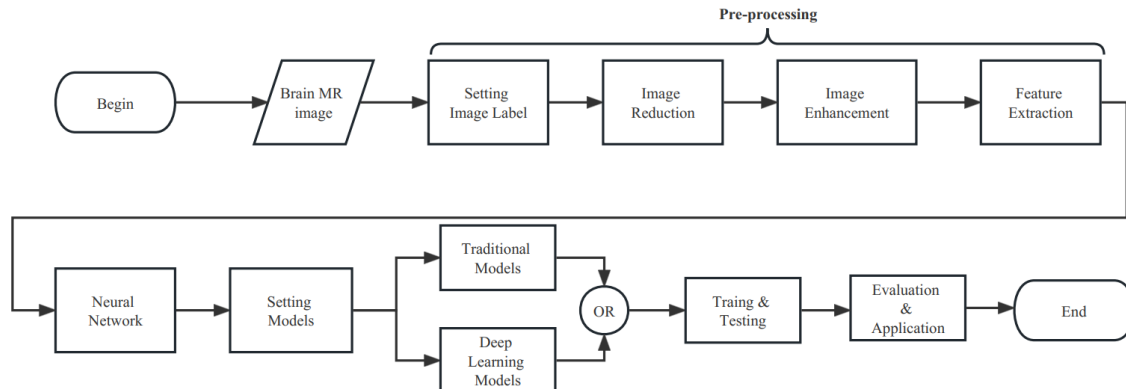 Pre-processing
Begin
Brain MR
image
Setting
Image Label
Image
Reduction
Image
Enhancement
Feature
Extraction
Neural
Network
Setting
Models
Traditional
Models
Deep
Learning
Models
OR
Traing &
Testing
Evaluation
&
Application
End